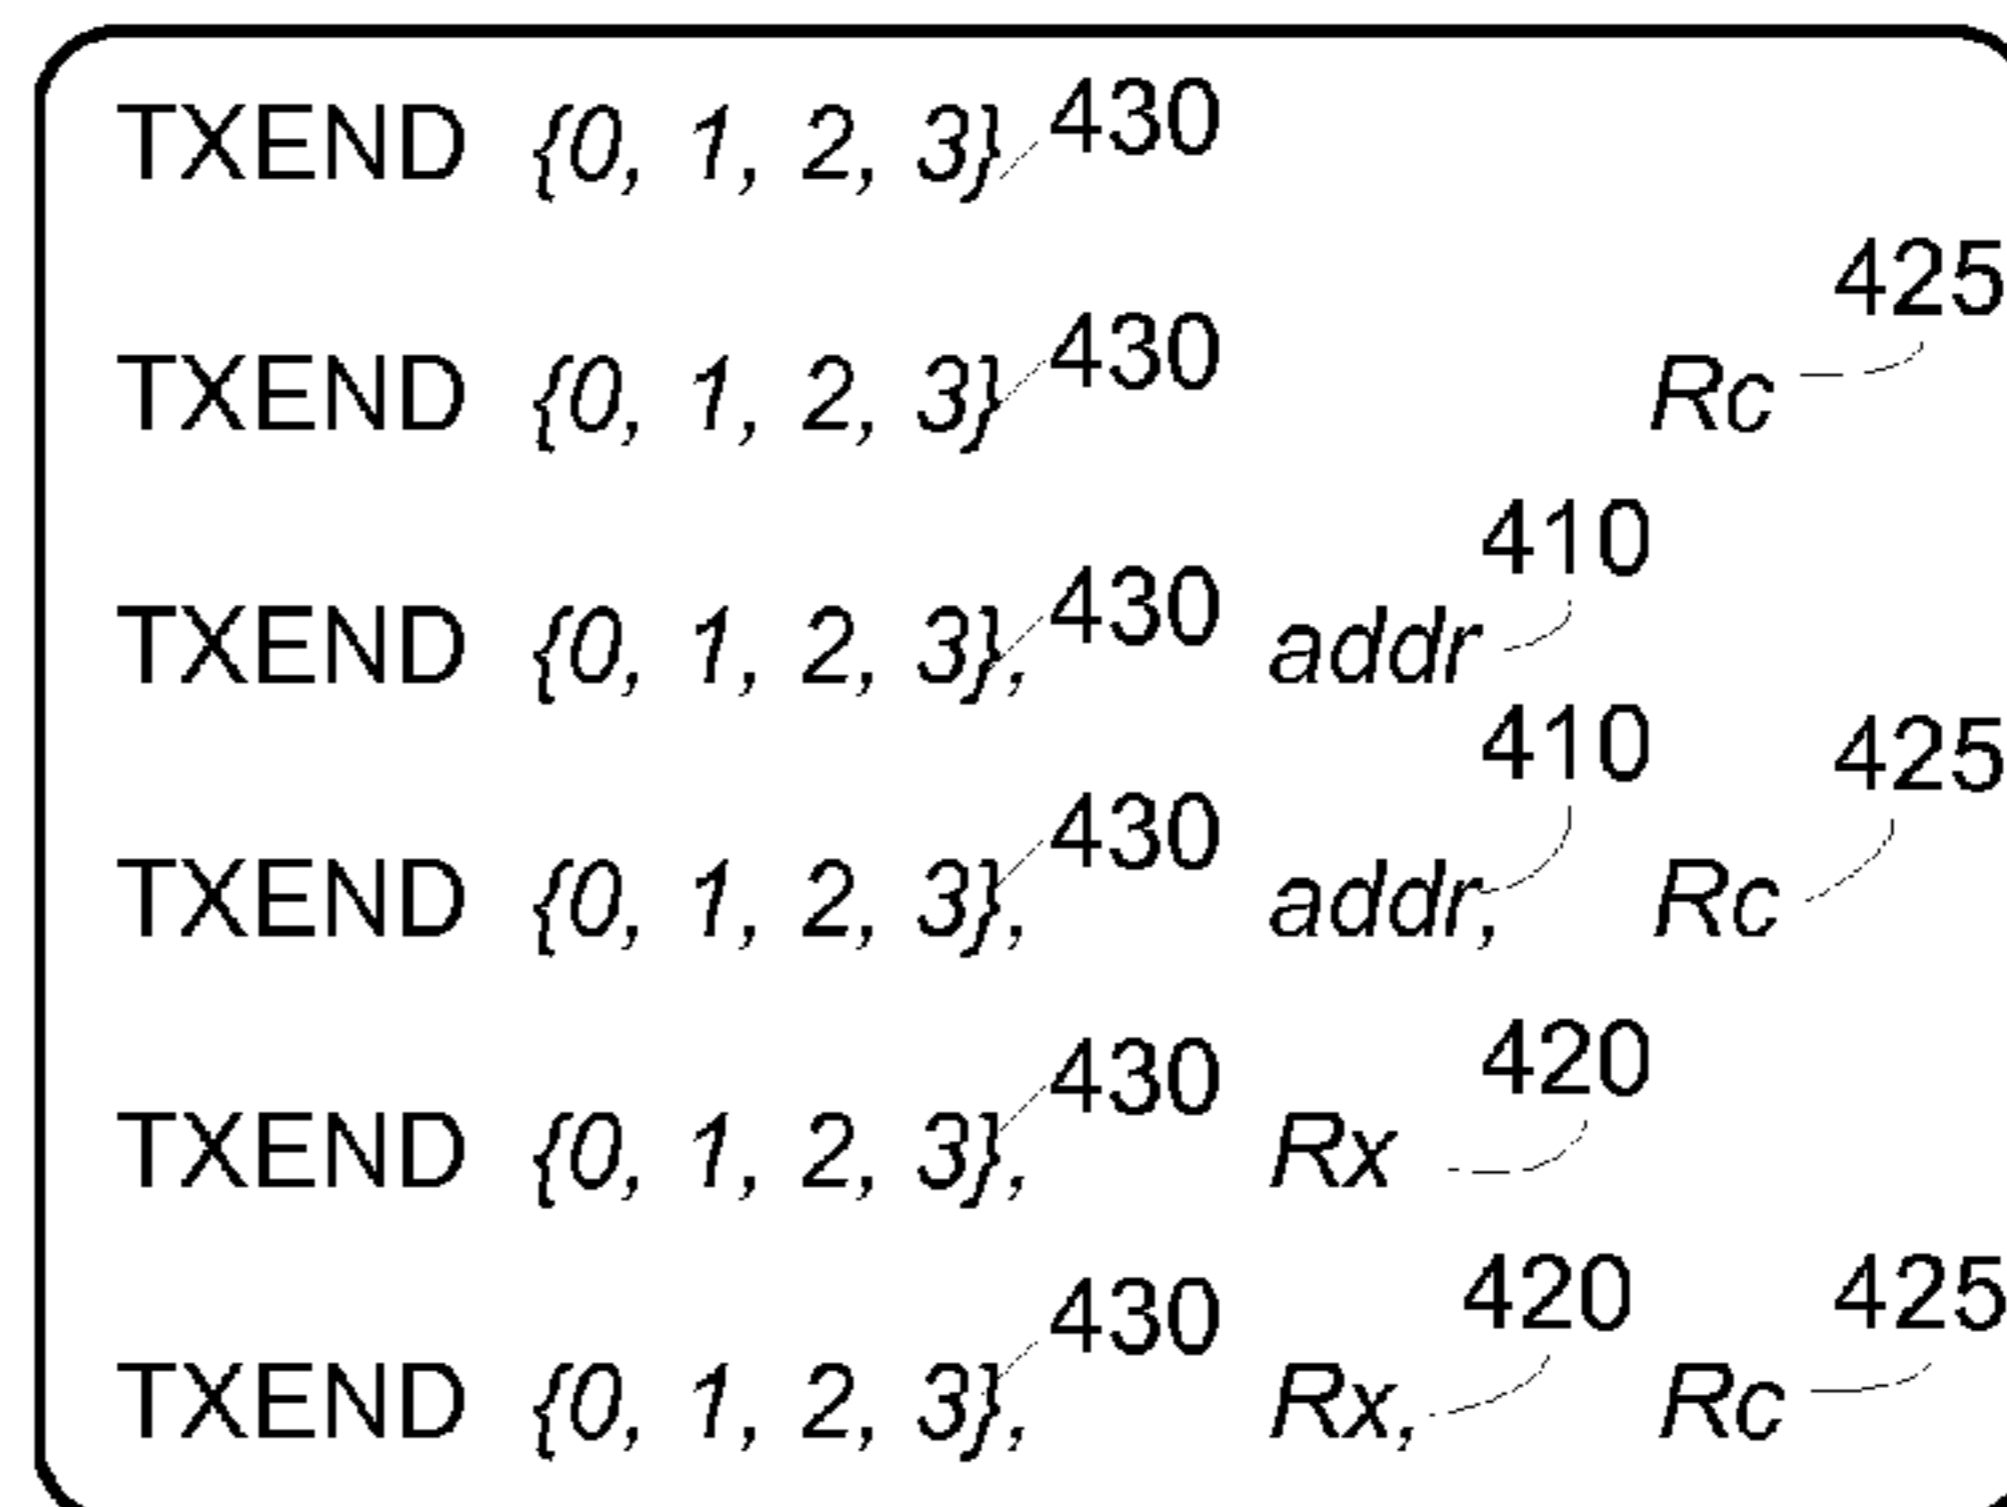 TXEND {0, 1, 2, 3} 430
425
TXEND {0, 1, 2, 3} 430 Rc
410
TXEND {0, 1, 2, 3}, 430 addr
410 425
TXEND {0, 1, 2, 3}, 430 addr, Rc
420
TXEND {0, 1, 2, 3}, 430 Rx
420 425
TXEND {0, 1, 2, 3}, 430 Rx, Rc